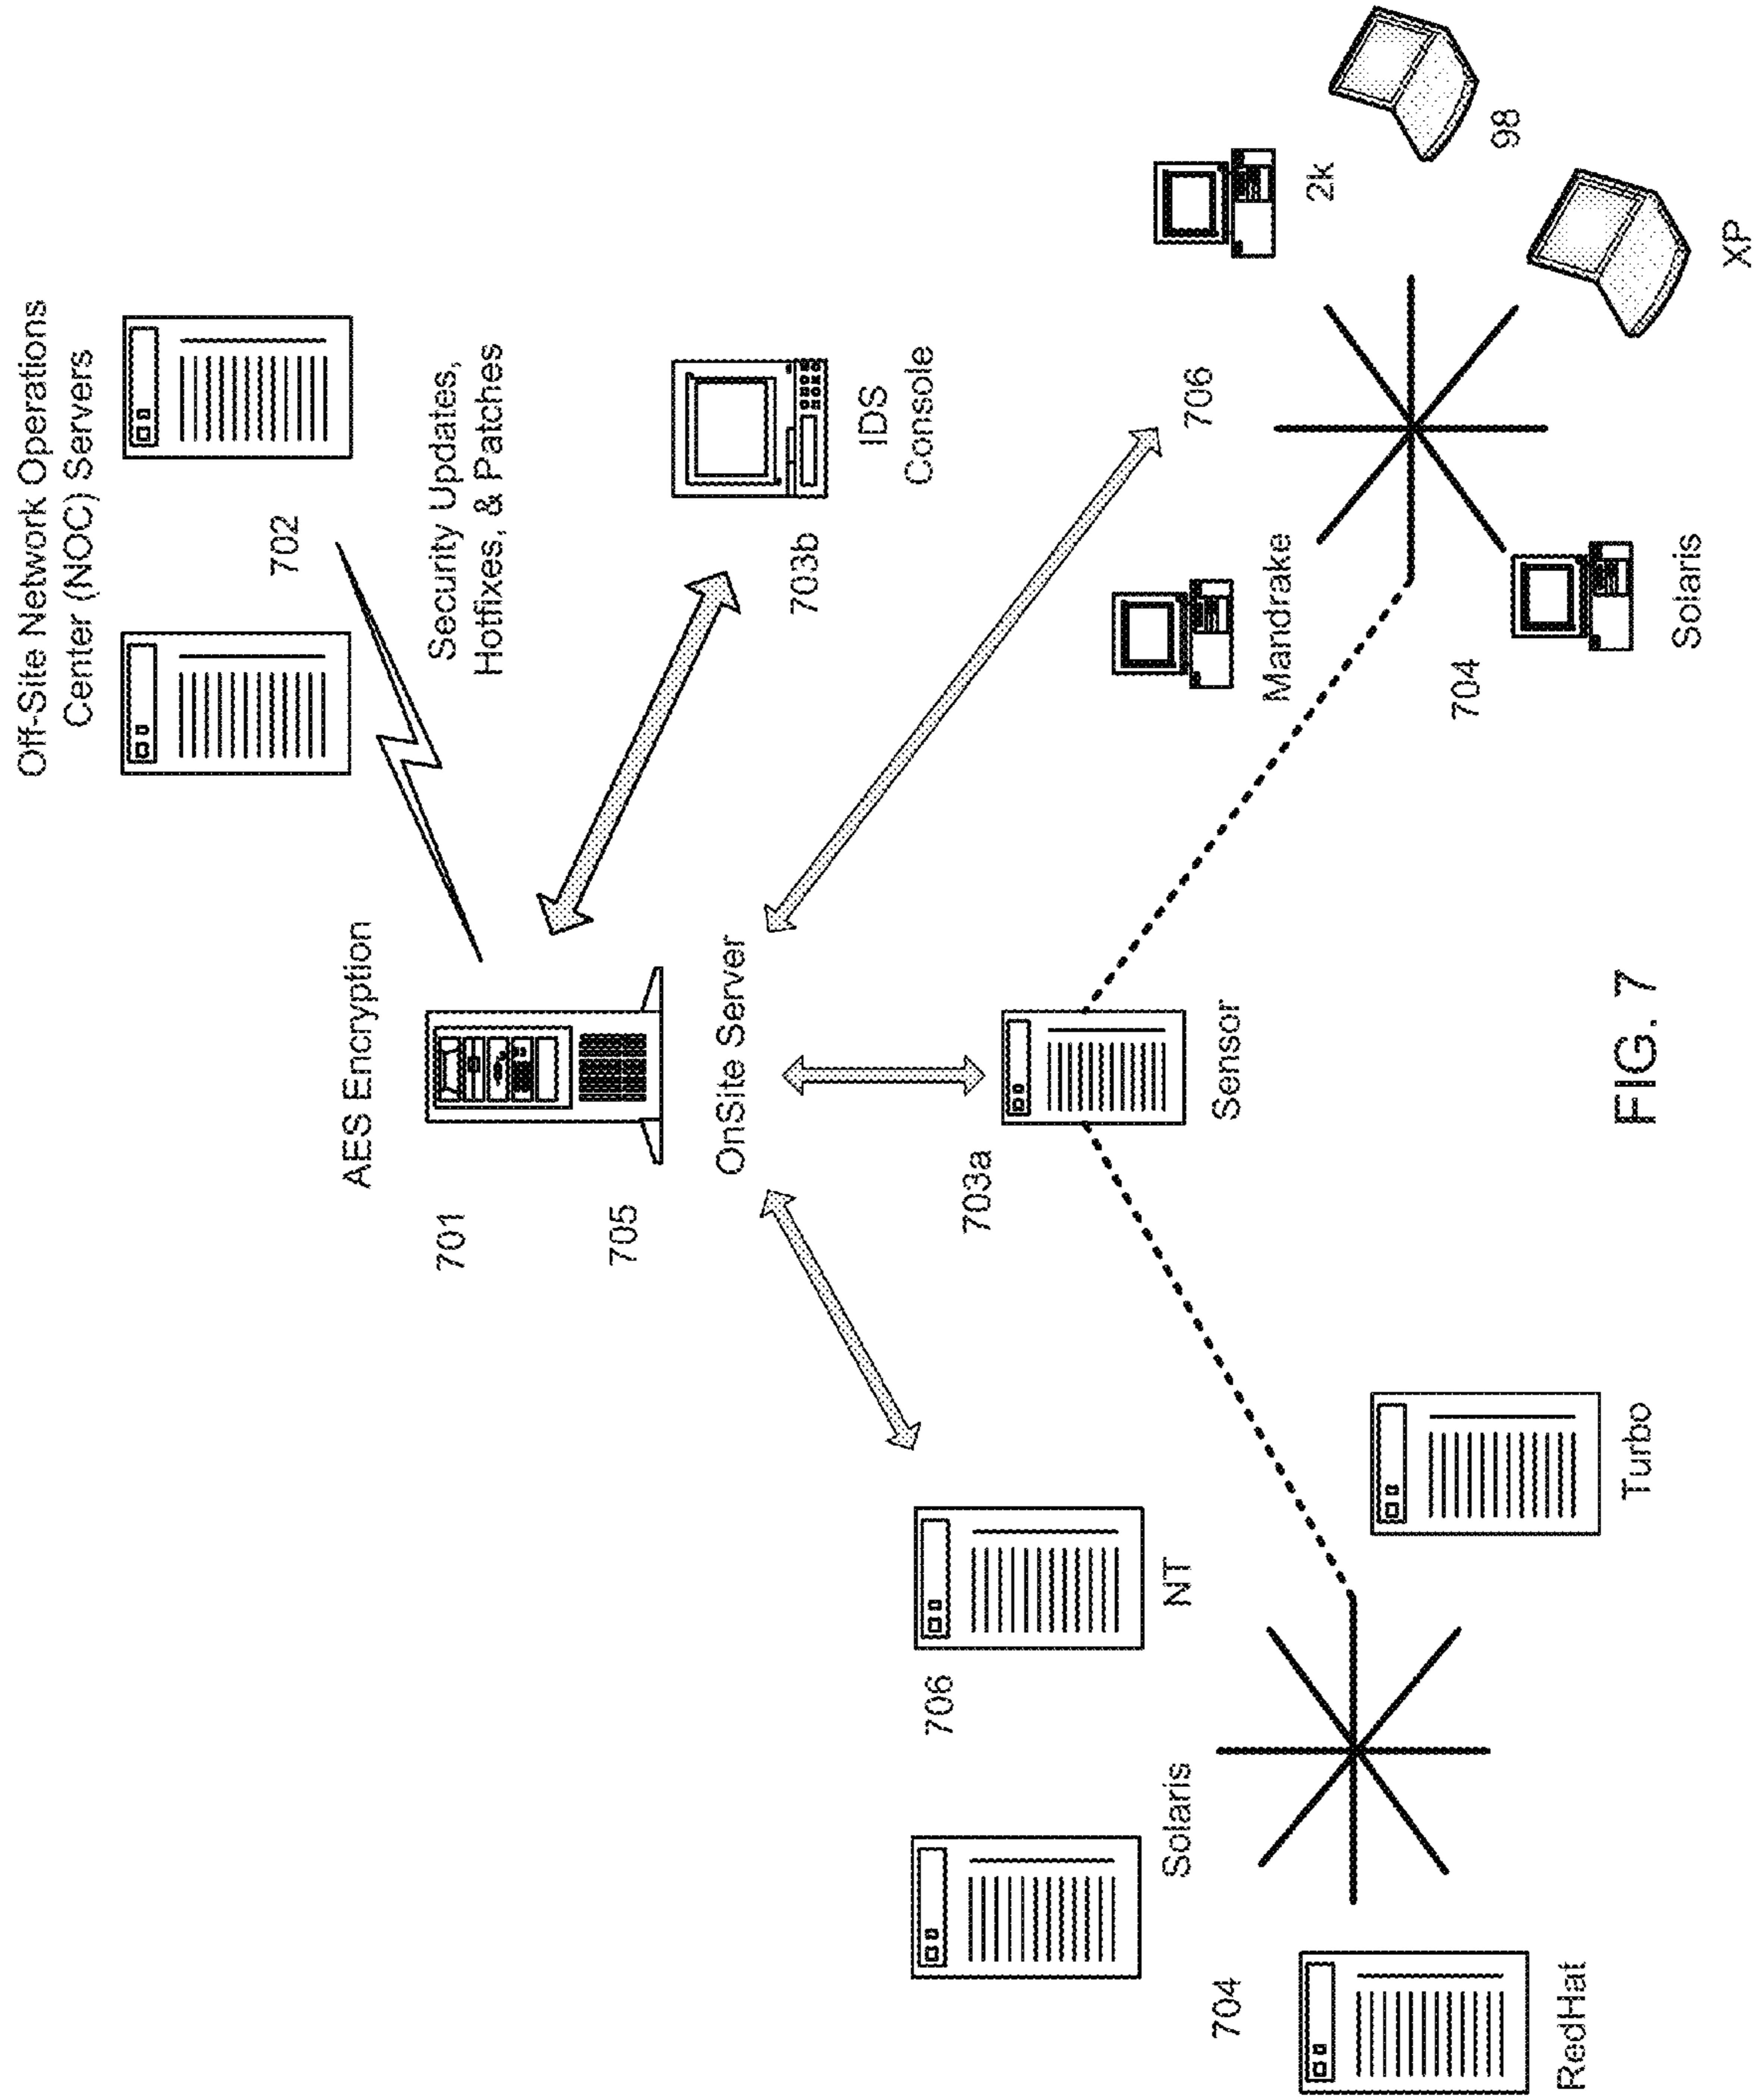 Off-Site Network Operations
Center (NOC) Servers
702
AES Encryption
Security Updates,
Hotfixes, & Patches
701
705
OnSite Server
703b
IDS
Console
706
703a
Solaris
NT
706
704
Sensor
Mandrake
2k
704
98
RedHat
Turbo
Solaris
XP
FIG. 7